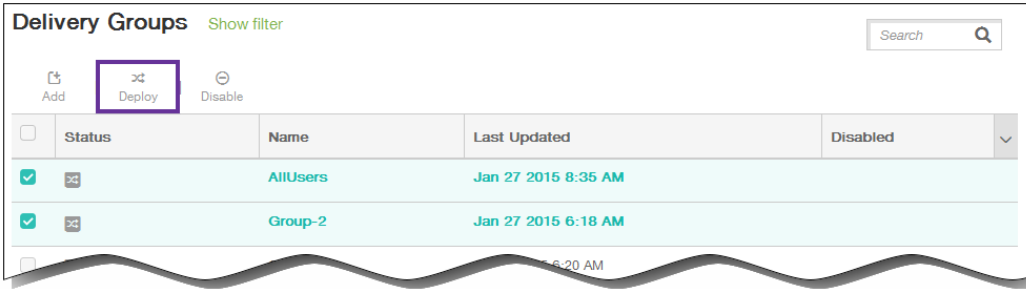 Delivery Groups Show filter
Search
Add Deploy Disable
Status Name Last Updated Disabled
AllUsers Jan 27 2015 8:35 AM
Group-2 Jan 27 2015 6:18 AM
6:20 AM